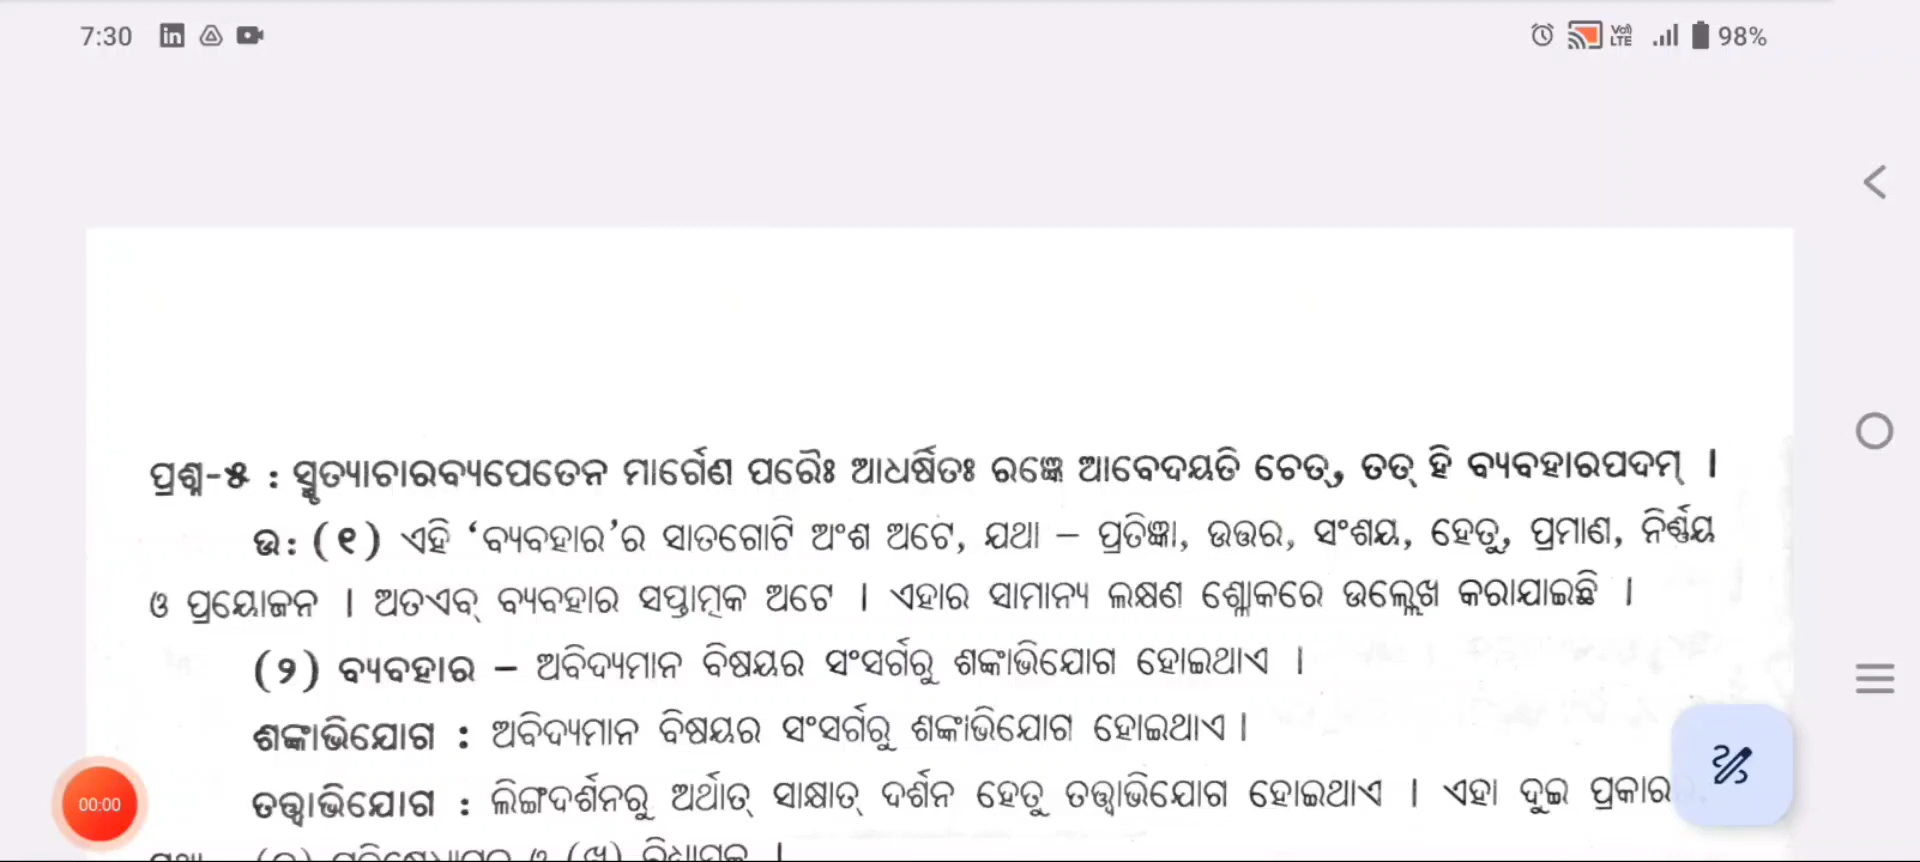 7:30
98%
ପ୍ରଶ୍ନ-୫ : ସ୍ମୃତ୍ୟାଚାରବ୍ୟପେତେନ ମାର୍ଗେଣ ପରୈଃ ଆଧର୍ଷିତଃ ରଜ୍ଞେ ଆବେଦୟତି ଚେତ୍, ତତ୍ ହି ବ୍ୟବହାରପଦମ୍ ।
ଉ: (୧) ଏହି ‘ବ୍ୟବହାର’ର ସାତଗୋଟି ଅଂଶ ଅଟେ, ଯଥା – ପ୍ରତିଜ୍ଞା, ଉତ୍ତର, ସଂଶୟ, ହେତୁ, ପ୍ରମାଣ, ନିର୍ଣ୍ଣୟ
ଓ ପ୍ରୟୋଜନ । ଅତଏବ୍ ବ୍ୟବହାର ସପ୍ତାତ୍ମକ ଅଟେ । ଏହାର ସାମାନ୍ୟ ଲକ୍ଷଣ ଶ୍ଳୋକରେ ଉଲ୍ଲେଖ କରାଯାଇଛି ।
(୨) ବ୍ୟବହାର – ଅବିଦ୍ୟମାନ ବିଷୟର ସଂସର୍ଗରୁ ଶଙ୍କାଭିଯୋଗ ହୋଇଥାଏ ।
ଶଙ୍କାଭିଯୋଗ : ଅବିଦ୍ୟମାନ ବିଷୟର ସଂସର୍ଗରୁ ଶଙ୍କାଭିଯୋଗ ହୋଇଥାଏ ।
ତତ୍ତ୍ୱାଭିଯୋଗ : ଲିଙ୍ଗଦର୍ଶନରୁ ଅର୍ଥାତ୍ ସାକ୍ଷାତ୍ ଦର୍ଶନ ହେତୁ ତତ୍ତ୍ୱାଭିଯୋଗ ହୋଇଥାଏ । ଏହା ଦୁଇ ପ୍ରକାର
00:00